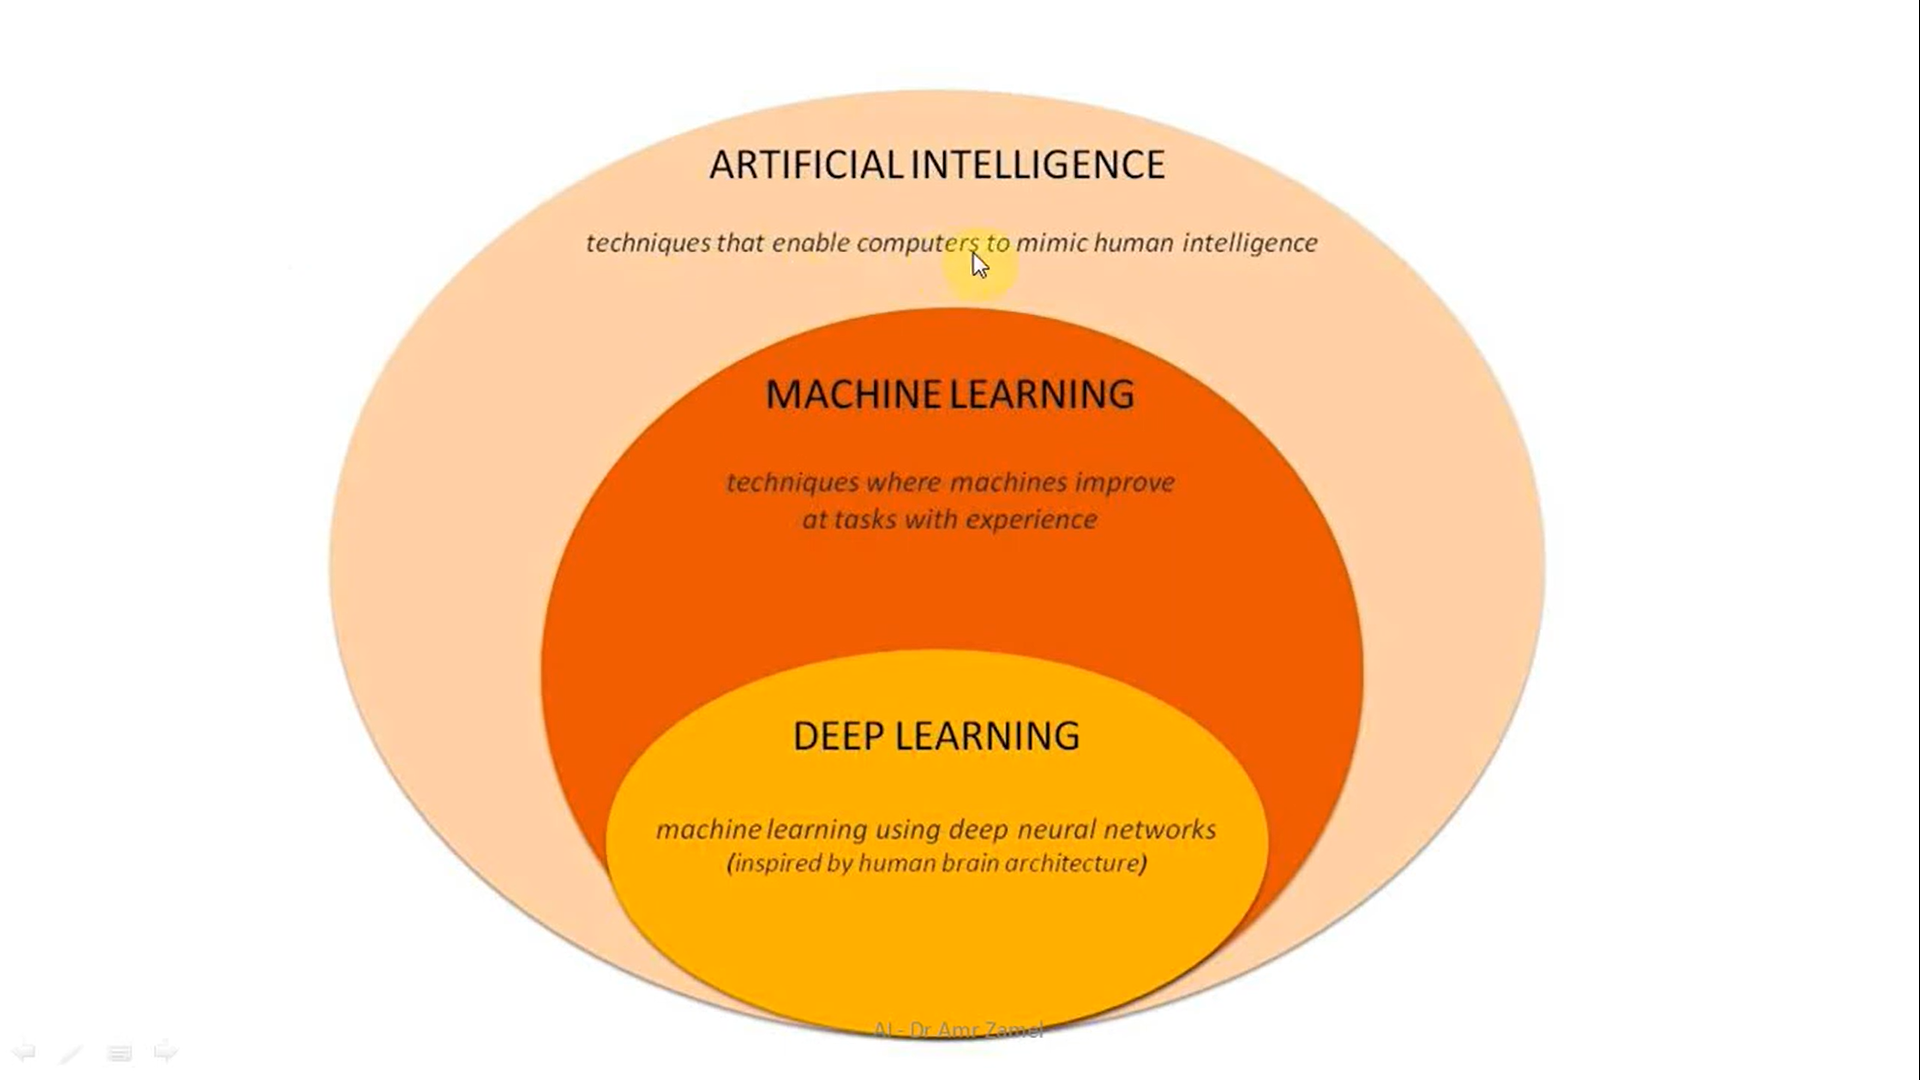 ARTIFICIAL INTELLIGENCE
techniques that enable computers to mimic human intelligence
MACHINE LEARNING
techniques where machines improve
at tasks with experience
DEEP LEARNING
machine learning using deep neural networks
(inspired by human brain architecture)
AI - Dr Amr Zamel